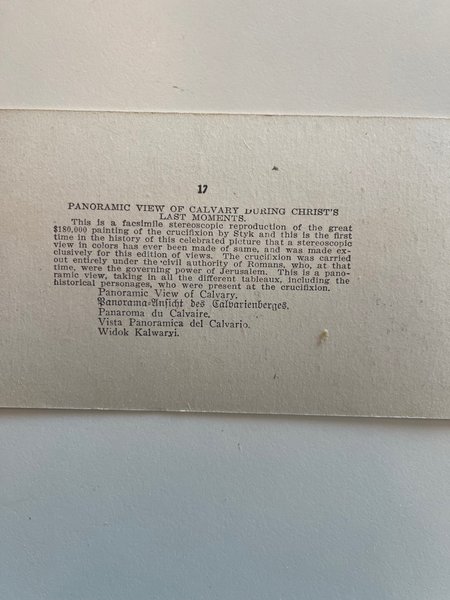 17
PANORAMIC VIEW OF CALVARY DURING CHRIST'S
LAST MOMENTS.
This is a facsimile stereoscopic reproduction of the great
$180,000 painting of the crucifixion by Styk and this is the first
time in the history of this celebrated picture that a stereoscopic
view in colors has ever been made of same, and was made ex-
clusively for this edition of views. The crucifixion was carried
out entirely under the civil authority of Romans, who, at that
time, were the governing power of Jerusalem. This is a pano-
ramic view, taking in all the different tableaux, including the
historical personages, who were present at the crucifixion.
Panoramic View of Calvary.
Panorama-Ansicht des Calvarienberges.
Panaroma du Calvaire.
Vista Panoramica del Calvario.
Widok Kalwaryi.